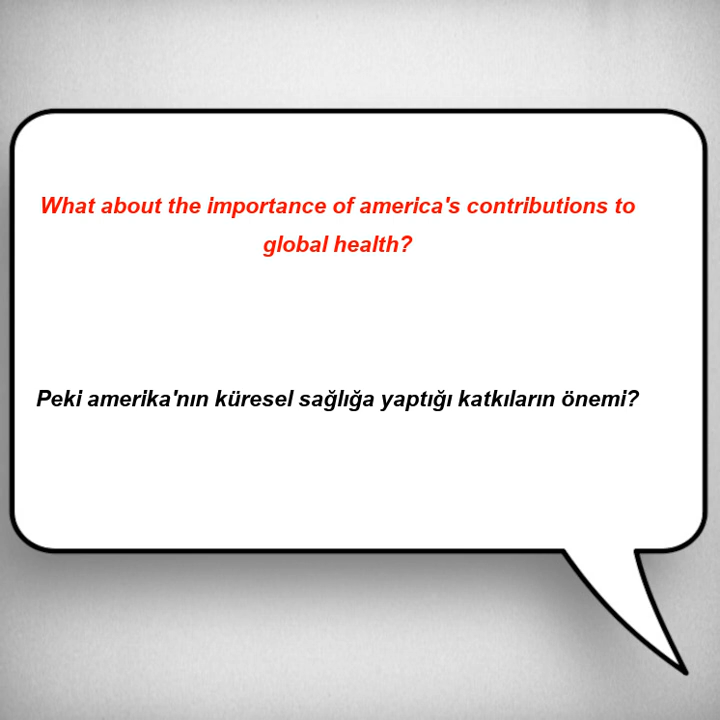 What about the importance of america's contributions to
global health?
Peki amerika'nın küresel sağlığa yaptığı katkıların önemi?